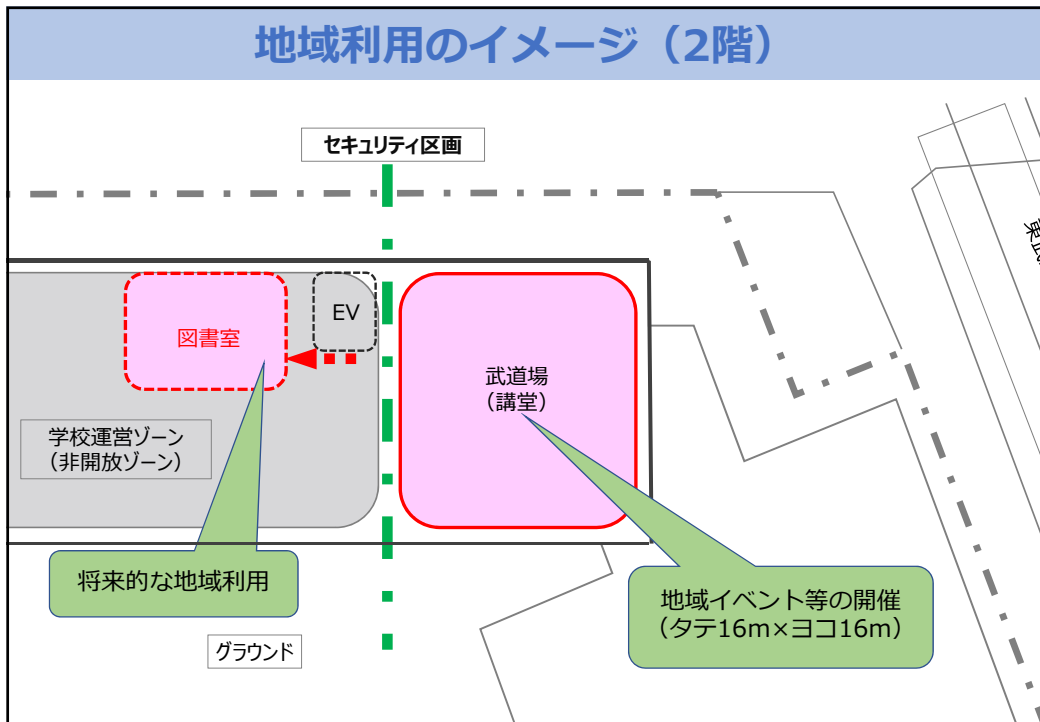 地域利用のイメージ（2階）
セキュリティ区画
東武
EV
図書室
武道場
（講堂）
学校運営ゾーン
（非開放ゾーン）
将来的な地域利用
地域イベント等の開催
（タテ16m×ヨコ16m）
グラウンド